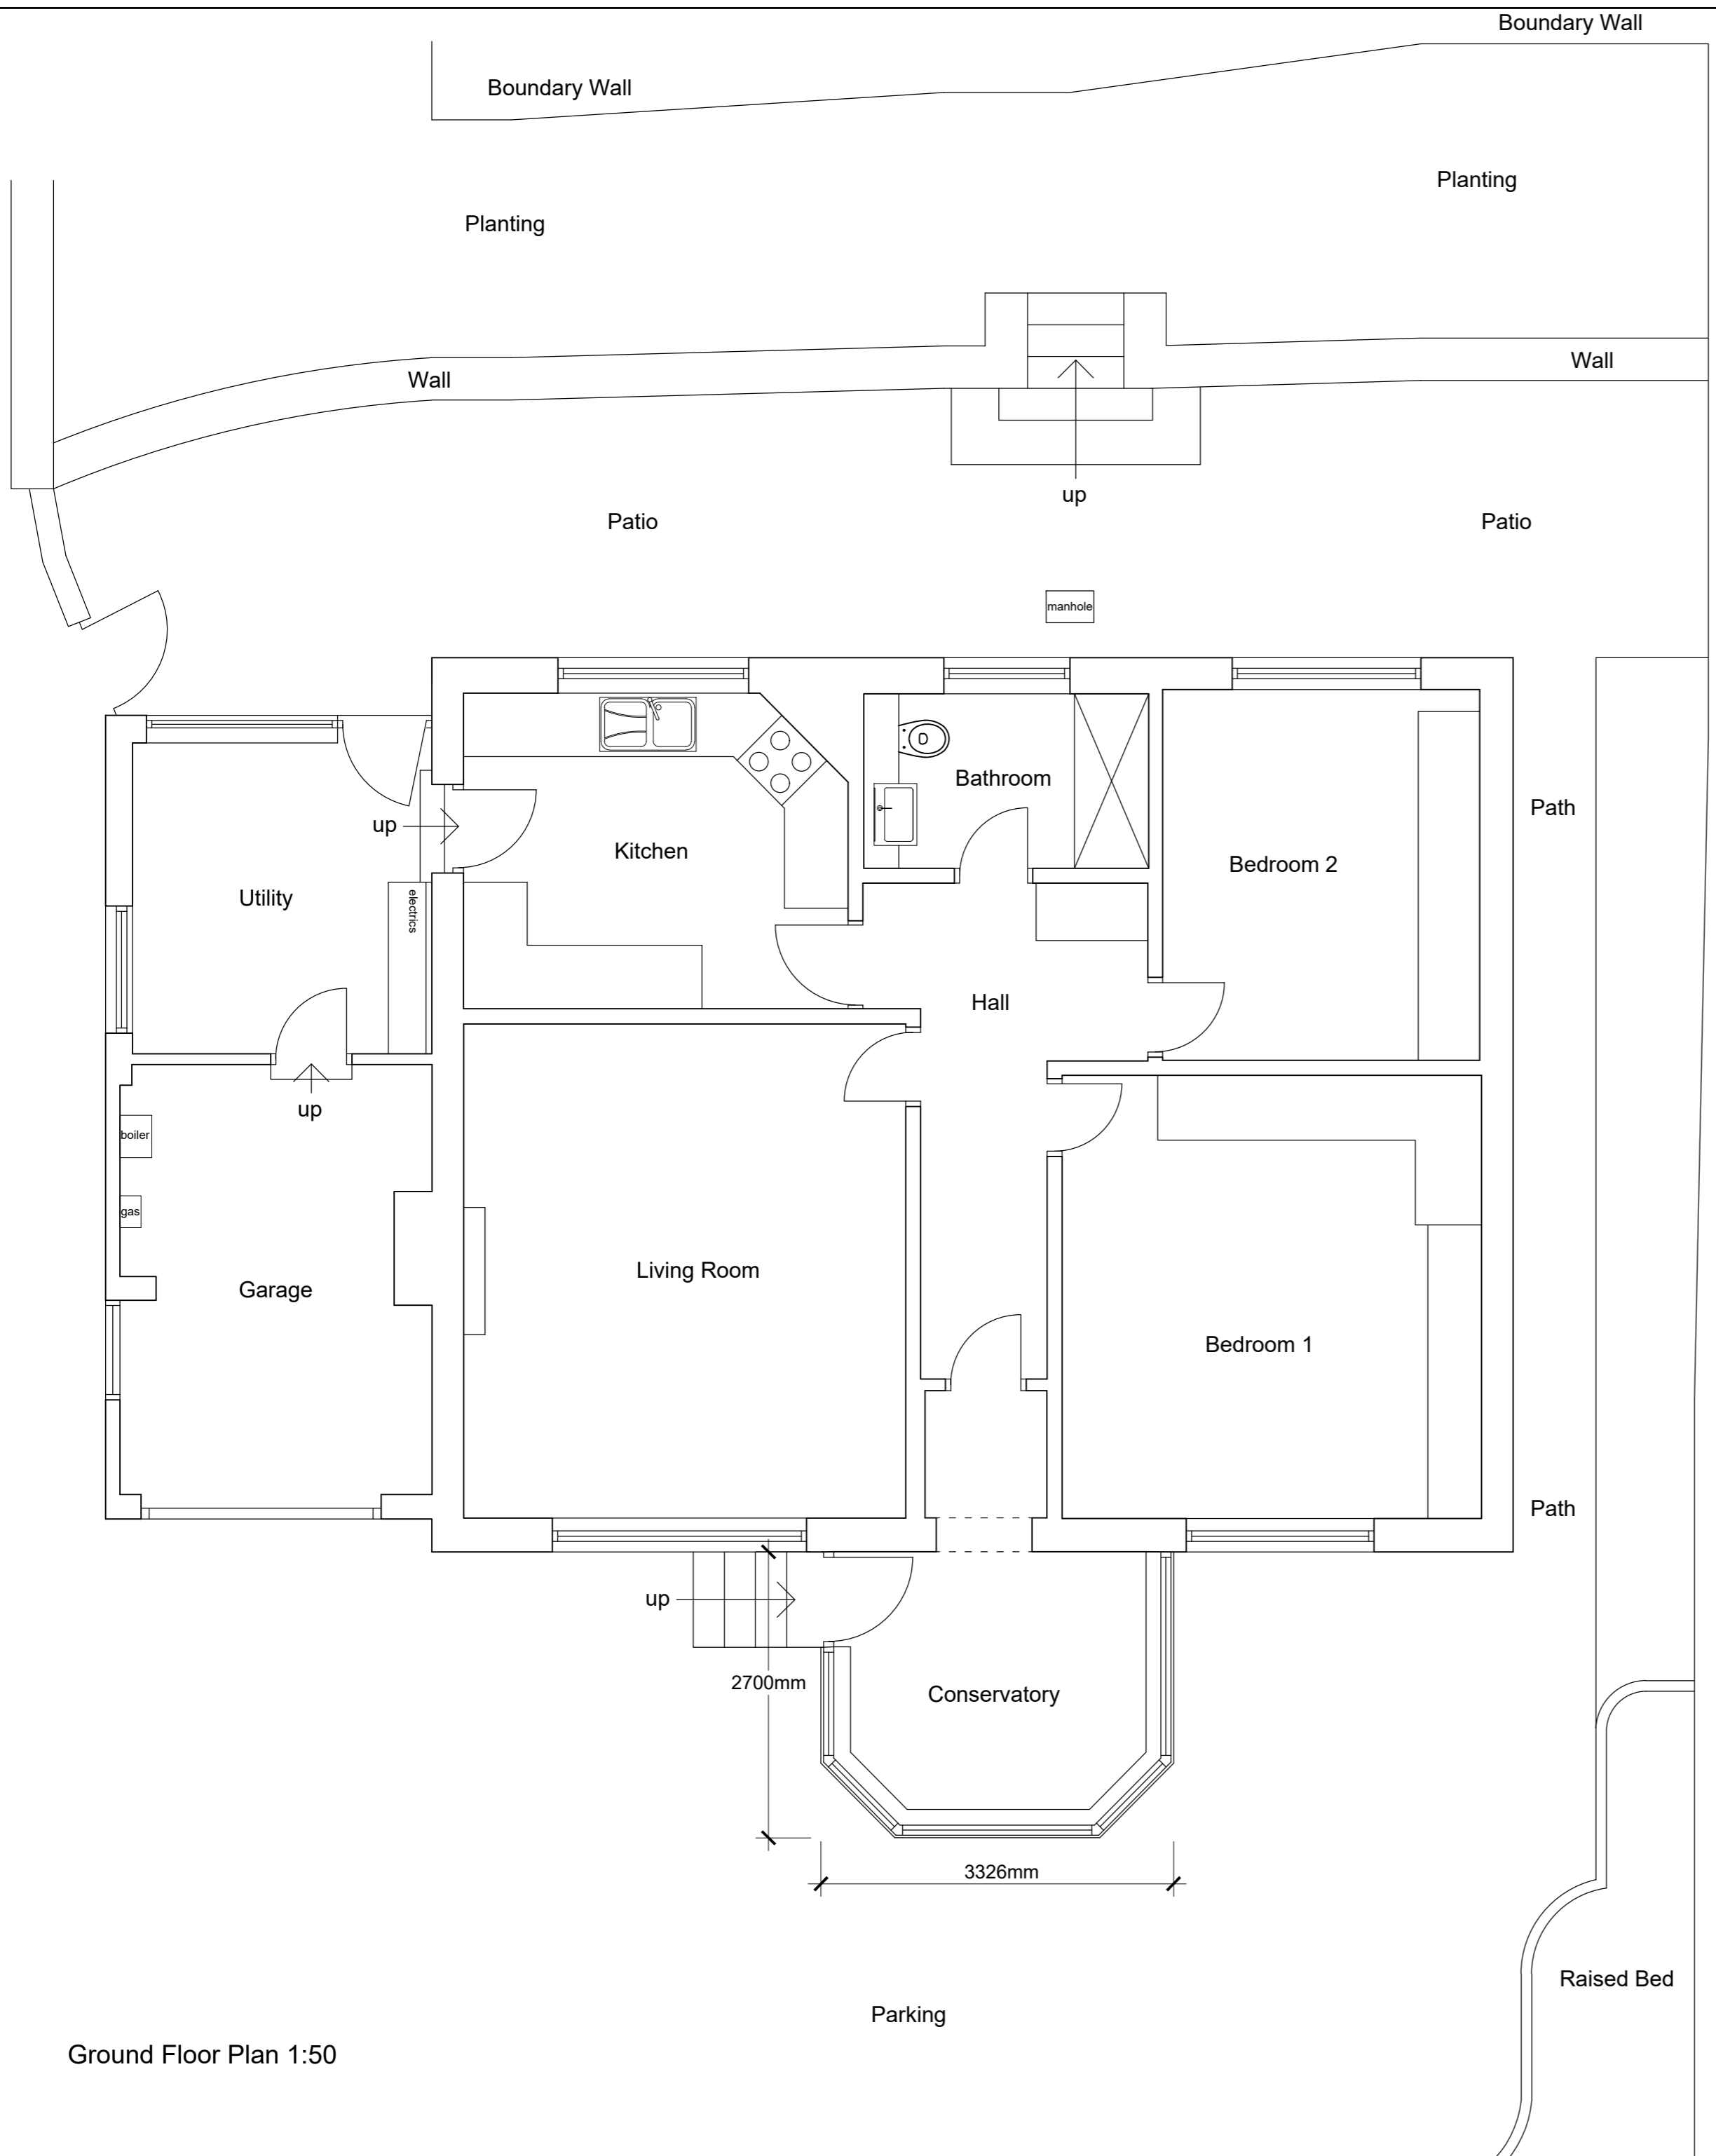 Boundary Wall
Boundary Wall
Planting
Planting
Wall
Wall
up
Patio
Patio
manhole
Bathroom
Path
up
Kitchen
Bedroom 2
Utility
electrics
Hall
up
boiler
gas
Living Room
Garage
Bedroom 1
Path
up
2700mm
Conservatory
3326mm
Raised Bed
Parking
Ground Floor Plan 1:50